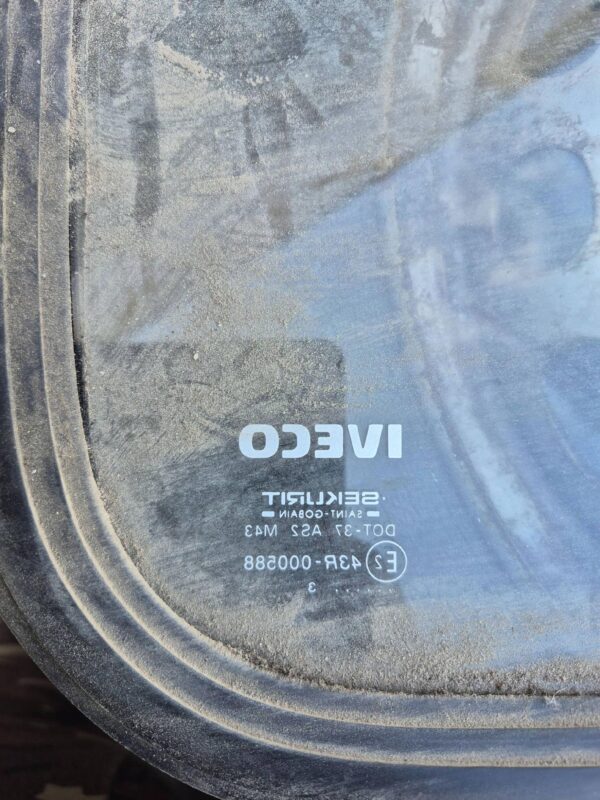 IVECO
SEKURIT
SAINT-GOBAIN
DOT-37 AS2 M43
E2 43R-000588
3